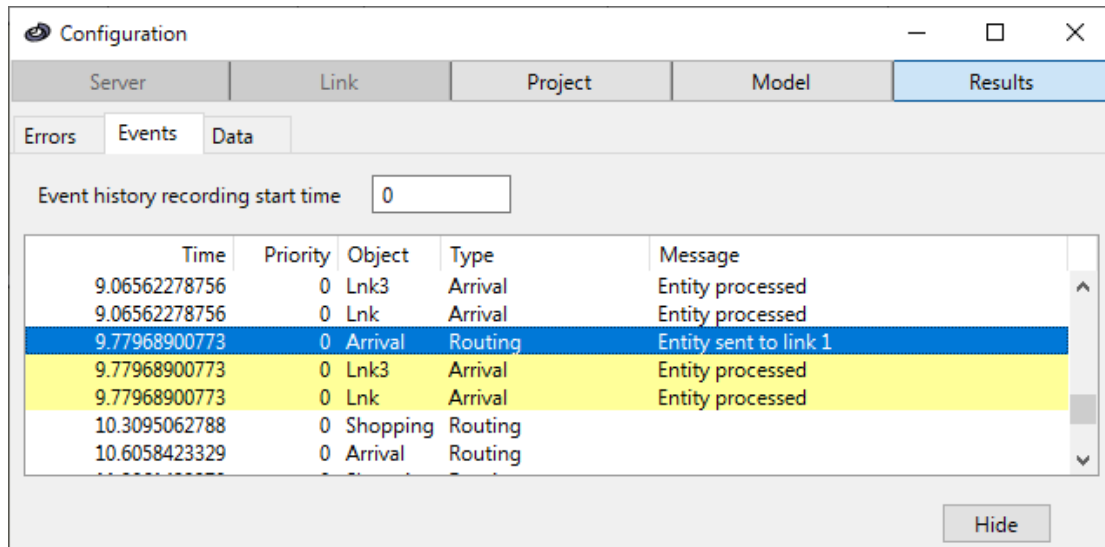 Configuration
Server Link Project Model Results
Errors Events Data
Event history recording start time 0
Time Priority Object Type Message
9.06562278756 0 Lnk3 Arrival Entity processed
9.06562278756 0 Lnk Arrival Entity processed
9.77968900773 0 Arrival Routing Entity sent to link 1
9.77968900773 0 Lnk3 Arrival Entity processed
9.77968900773 0 Lnk Arrival Entity processed
10.3095062788 0 Shopping Routing
10.6058423329 0 Arrival Routing
Hide